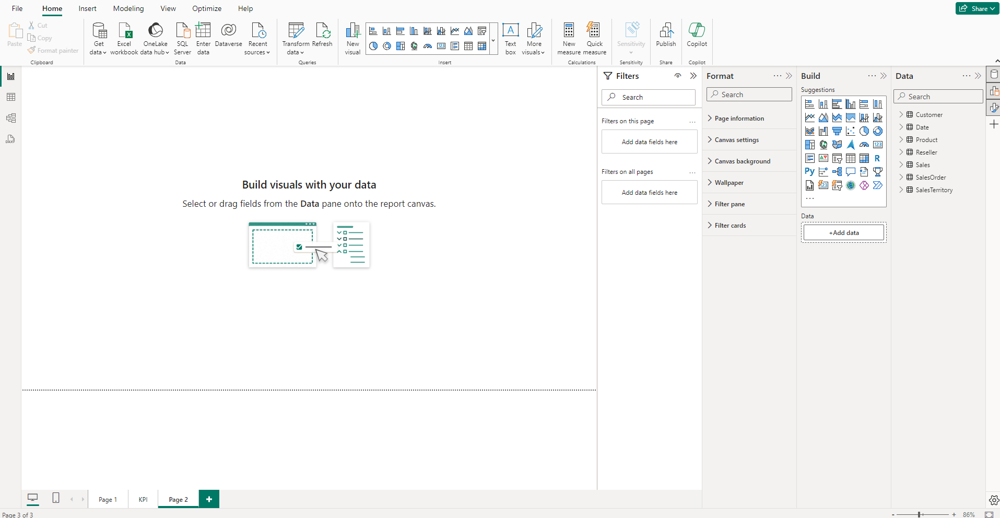 File Home Insert Modeling View Optimize Help
Share
Paste
Cut
Copy
Format painter
Clipboard
Get data
Excel workbook
OneLake data hub
SQL Server
Enter data
Dataverse
Recent sources
Data
Transform data
Refresh
Queries
New visual
Text box
More visuals
Insert
New measure
Quick measure
Calculations
Sensitivity
Sensitivity
Publish
Share
Copilot
Copilot
Build visuals with your data
Select or drag fields from the Data pane onto the report canvas.
Filters
Search
Filters on this page
Add data fields here
Filters on all pages
Add data fields here
Format
Search
Page information
Canvas settings
Canvas background
Wallpaper
Filter pane
Filter cards
Build
Suggestions
123
R
Py
123
Data
+Add data
Data
Search
Customer
Date
Product
Reseller
Sales
SalesOrder
SalesTerritory
DAX
Page 1
KPI
Page 2
+
Page 3 of 3
- + 86%